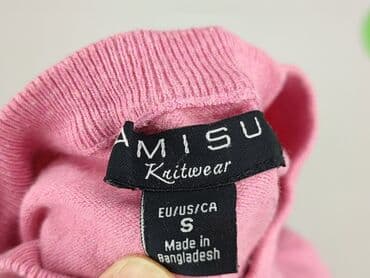 AMISU
Knitwear
EU/US/CA
S
Made in
Bangladesh